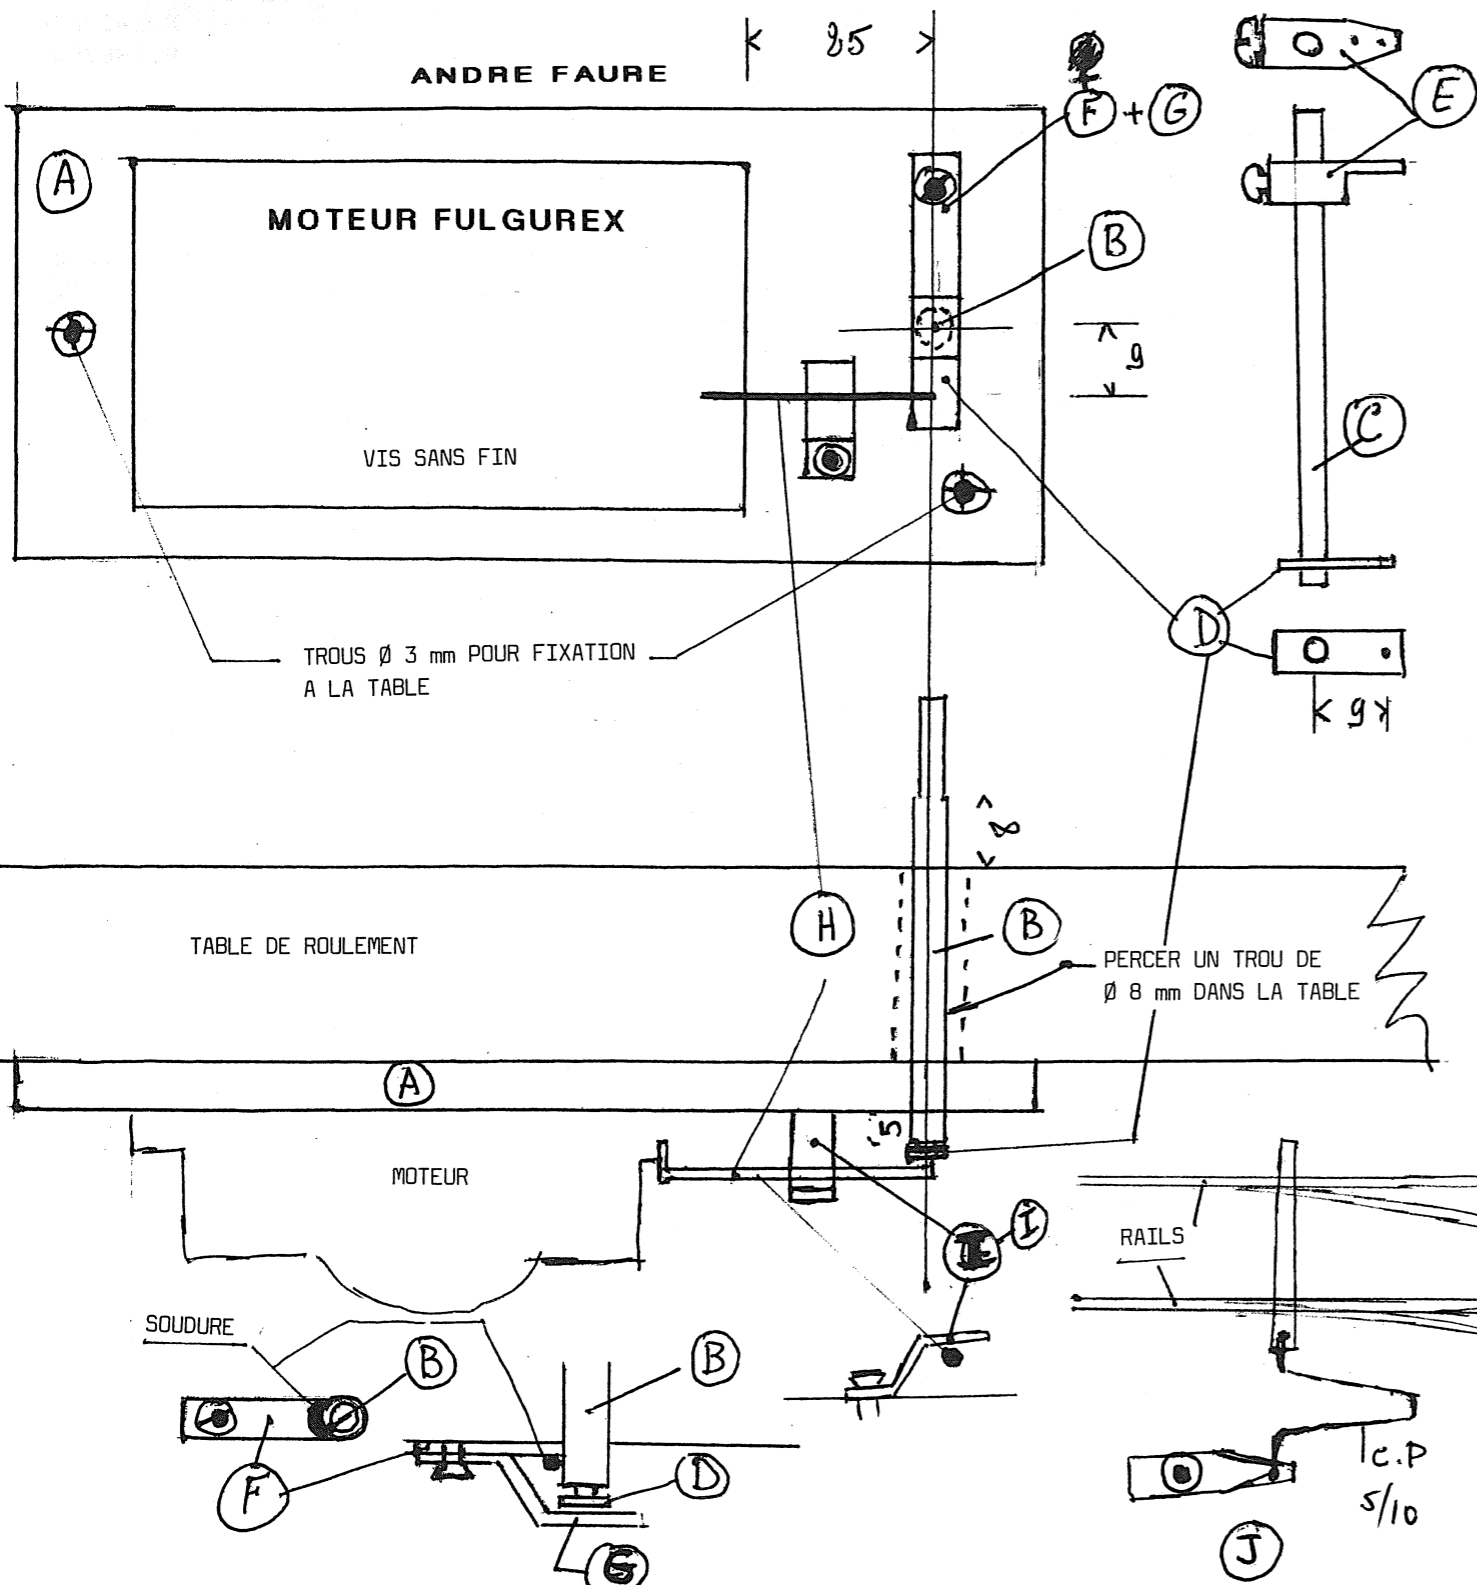 25
ANDRE FAURE
F + G
E
A
MOTEUR FULGUREX
B
9
C
VIS SANS FIN
D
TROUS Ø 3 mm POUR FIXATION
A LA TABLE
9
8
H
B
TABLE DE ROULEMENT
PERCER UN TROU DE
Ø 8 mm DANS LA TABLE
A
5
MOTEUR
I
RAILS
SOUDURE
B
B
F
D
G
C.P
5/10
J